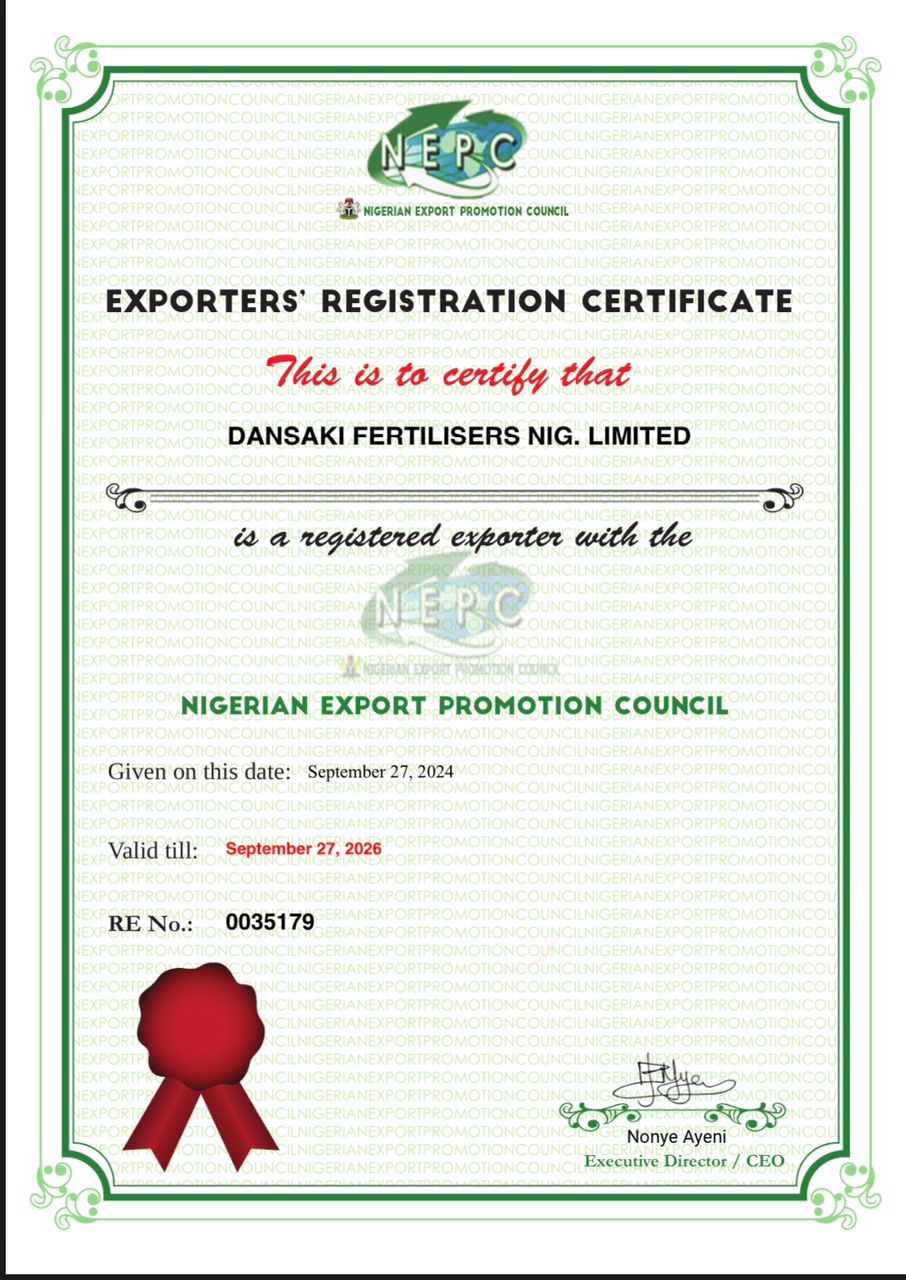 NEPC
NIGERIAN EXPORT PROMOTION COUNCIL
EXPORTERS' REGISTRATION CERTIFICATE
This is to certify that
DANSAKI FERTILISERS NIG. LIMITED
is a registered exporter with the
NEPC
NIGERIAN EXPORT PROMOTION COUNCIL
NIGERIAN EXPORT PROMOTION COUNCIL
Given on this date: September 27, 2024
Valid till: September 27, 2026
RE No.: 0035179
Nonye Ayeni
Executive Director / CEO